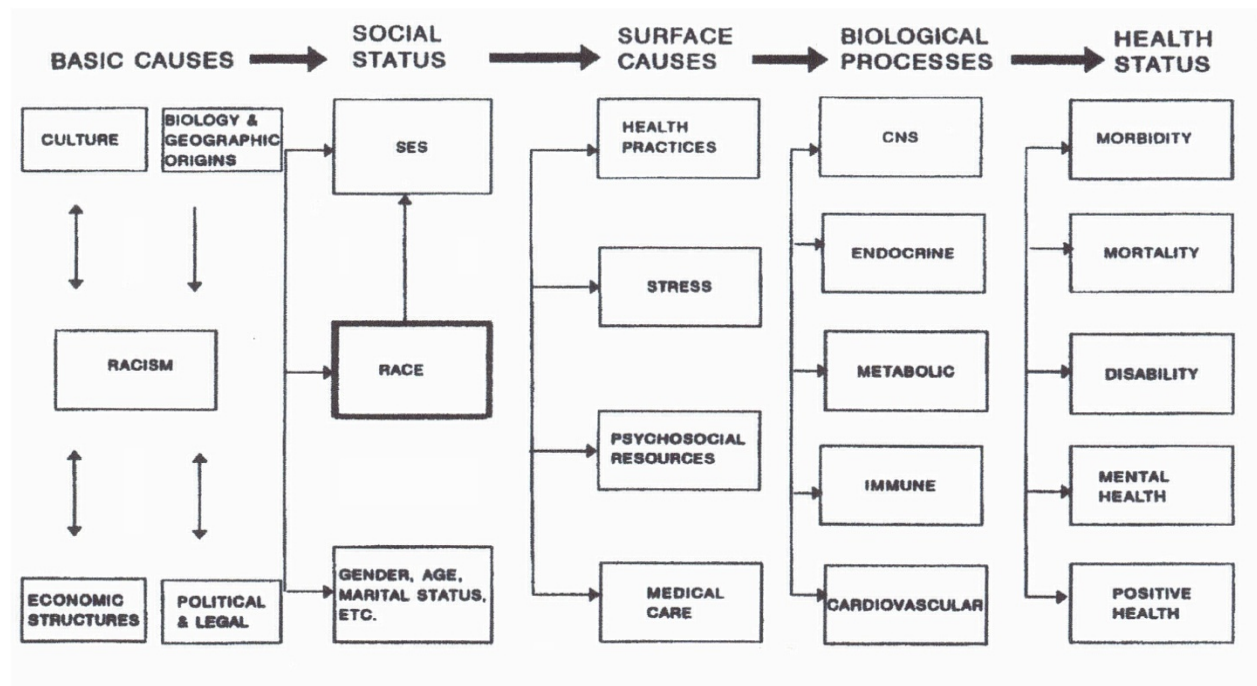 BASIC CAUSES
SOCIAL
STATUS
SURFACE
CAUSES
BIOLOGICAL
PROCESSES
HEALTH
STATUS
CULTURE
BIOLOGY &
GEOGRAPHIC
ORIGINS
RACISM
ECONOMIC
STRUCTURES
POLITICAL
& LEGAL
SES
RACE
GENDER, AGE,
MARITAL STATUS,
ETC.
HEALTH
PRACTICES
STRESS
PSYCHOSOCIAL
RESOURCES
MEDICAL
CARE
CNS
ENDOCRINE
METABOLIC
IMMUNE
CARDIOVASCULAR
MORBIDITY
MORTALITY
DISABILITY
MENTAL
HEALTH
POSITIVE
HEALTH